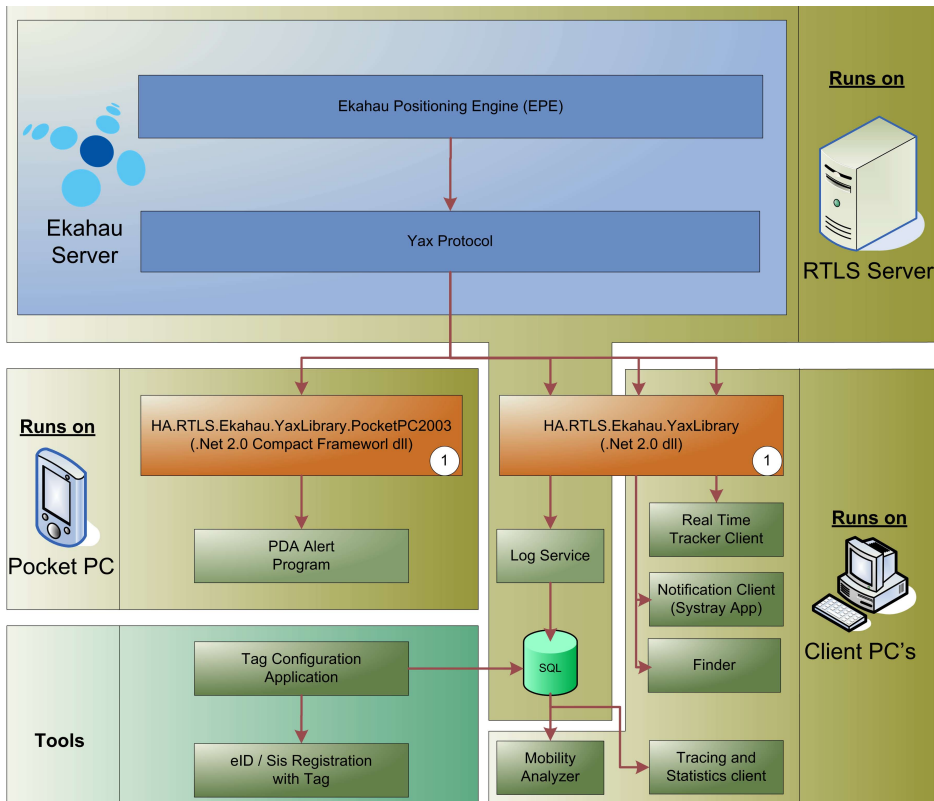 Runs on
Ekahau Positioning Engine (EPE)
Ekahau
Server
Yax Protocol
RTLS Server
Runs on
Pocket PC
HA.RTLS.Ekahau.YaxLibrary.PocketPC2003
(.Net 2.0 Compact Frameworl dll)
1
PDA Alert
Program
HA.RTLS.Ekahau.YaxLibrary
(.Net 2.0 dll)
1
Log Service
Real Time
Tracker Client
Notification Client
(Systray App)
Finder
Runs on
Client PC's
Tools
Tag Configuration
Application
eID / Sis Registration
with Tag
SQL
Mobility
Analyzer
Tracing and
Statistics client